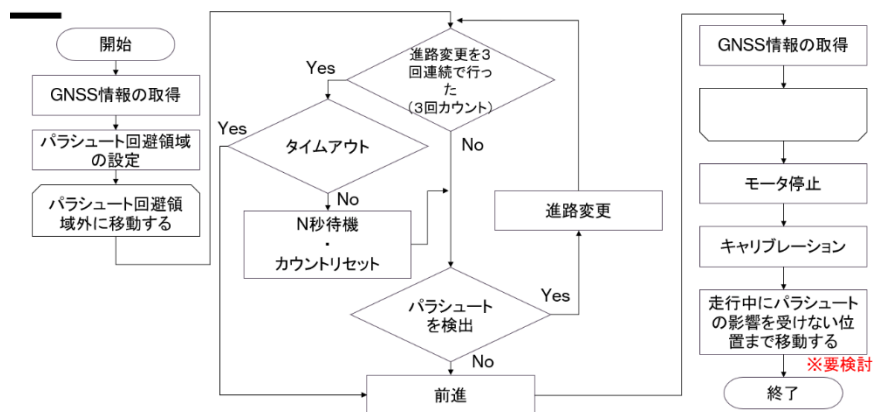 開始
GNSS情報の取得
パラシュート回避領域
の設定
パラシュート回避領
域外に移動する
進路変更を3
回連続で行っ
た
(3回カウント)
Yes
No
タイムアウト
Yes
No
N秒待機
・
カウントリセット
進路変更
パラシュート
を検出
Yes
No
前進
GNSS情報の取得
モータ停止
キャリブレーション
走行中にパラシュート
の影響を受けない位
置まで移動する
※要検討
終了